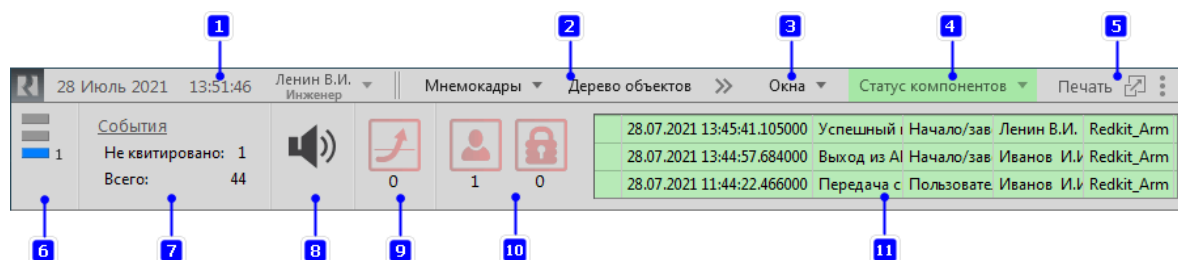 1 2 3 4 5
28 Июль 2021 13:51:46 Ленин В.И. Мнемокадры Дерево объектов Окна Статус компонентов Печать
Инженер
События
Не квитировано: 1
Всего: 44
1
0
1
0
28.07.2021 13:45:41.105000 Успешный Начало/зав Ленин В.И. Redkit_Arm
28.07.2021 13:44:57.684000 Выход из А Начало/зав Иванов И.И Redkit_Arm
28.07.2021 11:44:22.466000 Передача с Пользовате Иванов И.И Redkit_Arm
6 7 8 9 10 11